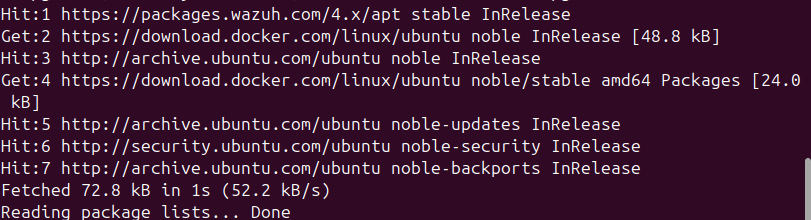 Hit:1 https://packages.wazuh.com/4.x/apt stable InRelease
Get:2 https://download.docker.com/linux/ubuntu noble InRelease [48.8 kB]
Hit:3 http://archive.ubuntu.com/ubuntu noble InRelease
Get:4 https://download.docker.com/linux/ubuntu noble/stable amd64 Packages [24.0
 kB]
Hit:5 http://archive.ubuntu.com/ubuntu noble-updates InRelease
Hit:6 http://security.ubuntu.com/ubuntu noble-security InRelease
Hit:7 http://archive.ubuntu.com/ubuntu noble-backports InRelease
Fetched 72.8 kB in 1s (52.2 kB/s)
Reading package lists... Done